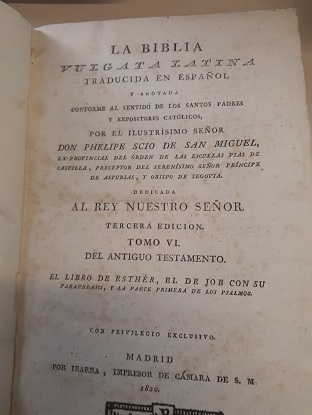 LA BIBLIA
VULGATA LATINA
TRADUCIDA EN ESPAÑOL
Y ANOTADA
CONFORME AL SENTIDO DE LOS SANTOS PADRES
Y EXPOSITORES CATÓLICOS,
POR EL ILUSTRÍSIMO SEÑOR
DON PHELIPE SCIO DE SAN MIGUEL,
EX-PROVINCIAL DEL ÓRDEN DE LAS ESCUELAS PIAS DE
CASTILLA, PRECEPTOR DEL SERENÍSIMO SEÑOR PRÍNCIPE
DE ASTURIAS, Y OBISPO DE SEGOVIA.
DEDICADA
AL REY NUESTRO SEÑOR.
TERCERA EDICION.
TOMO VI.
DEL ANTIGUO TESTAMENTO.
EL LIBRO DE ESTHÉR, EL DE JOB CON SU
PARAPHRASIS, Y LA PARTE PRIMERA DE LOS PSALMOS.
CON PRIVILEGIO EXCLUSIVO.
MADRID
POR IBARRA, IMPRESOR DE CÁMARA DE S. M.
1820.